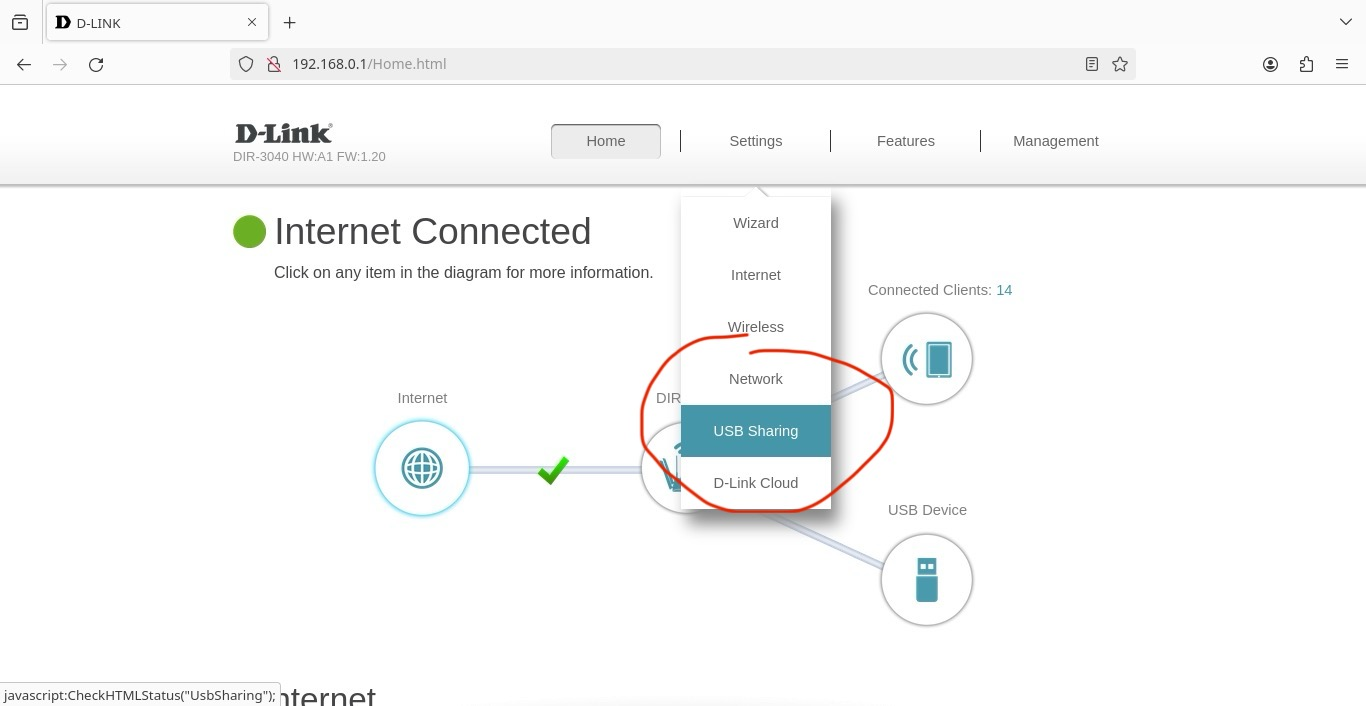 D-LINK
192.168.0.1/Home.html
D-Link
DIR-3040 HW:A1 FW:1.20
Home
Settings
Features
Management
Internet Connected
Click on any item in the diagram for more information.
Wizard
Internet
Wireless
Network
USB Sharing
D-Link Cloud
Connected Clients: 14
Internet
DIR
USB Device
javascript:CheckHTMLStatus("UsbSharing");
nternet